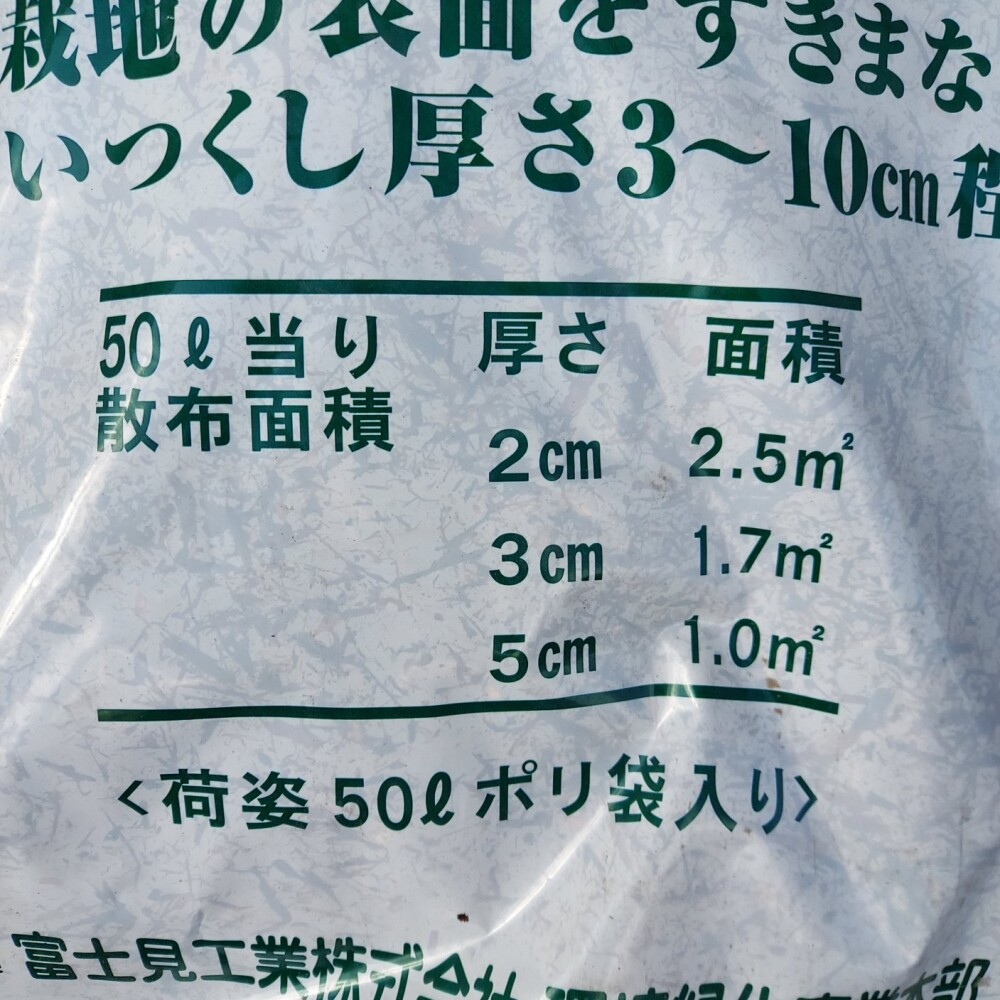 栽地の表面をすきまな
いつくし厚さ3〜10cm程
50ℓ当り 厚さ 面積
散布面積
2cm 2.5㎡
3cm 1.7㎡
5cm 1.0㎡
〈荷姿 50ℓポリ袋入り〉
富士見工業株式会社